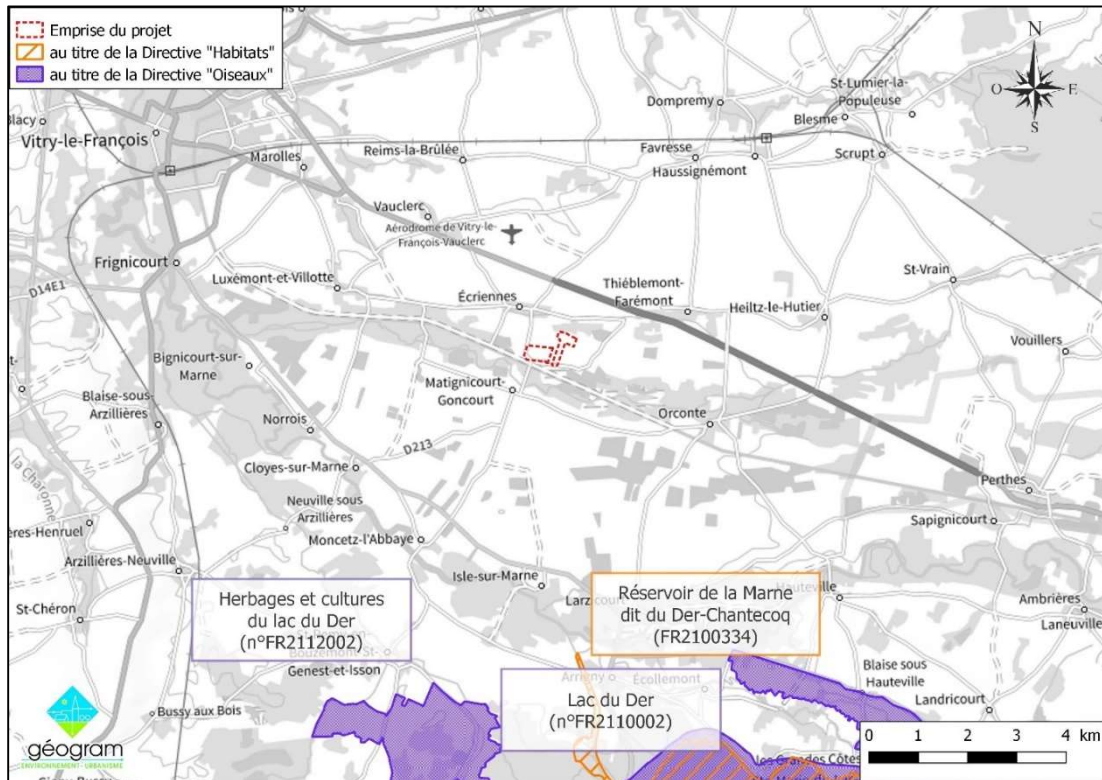 Emprise du projet
au titre de la Directive "Habitats"
au titre de la Directive "Oiseaux"
N
O
E
S
St-Lumier-la-
Populeuse
Dompremy
Blesme
Blacy
Vitry-le-François
Marolles
Reims-la-Brûlée
Favresse
Haussignémont
Scrupt
Vauclerc
Aérodrome de Vitry-le-
François-Vauclerc
Frignicourt
Luxémont-et-Villotte
D14E1
Écriennes
Thiéblemont-
Farémont
Heiltz-le-Hutier
St-Vrain
Vouillers
Bignicourt-sur-
Marne
Matignicourt-
Goncourt
Blaise-sous-
Arzillières
Norrois
Orconte
D213
la Charonne
Cloyes-sur-Marne
Perthes
Neuville sous
Arzillières
Sapignicourt
Moncetz-l'Abbaye
Arzillières-Neuville
Isle-sur-Marne
Larzicourt
Hauteville
Ambrières
Laneuville
St-Chéron
Herbages et cultures
du lac du Der
(n°FR2112002)
Réservoir de la Marne
dit du Der-Chantecoq
(FR2100334)
Genest-et-Isson
Arrigny
Écollemont
Blaise sous
Hauteville
Landricourt
Lac du Der
(n°FR2110002)
Bussy aux Bois
les Grandes Côtes
géogram
ENVIRONNEMENT - URBANISME
0 1 2 3 4 km